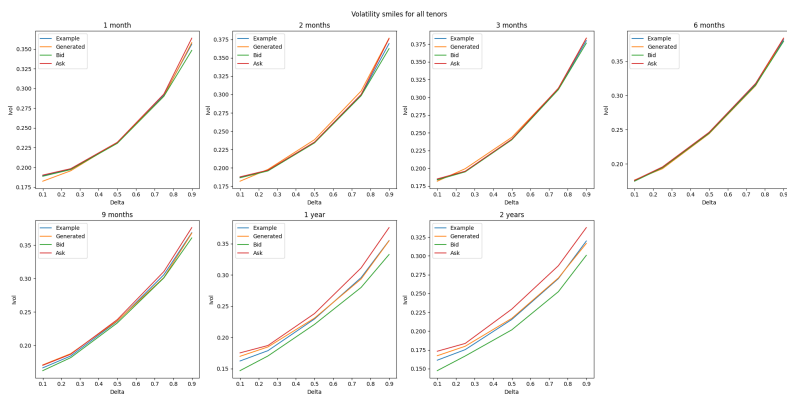 Volatility smiles for all tenors
1 month
2 months
3 months
6 months
Example
Generated
Bid
Ask
Example
Generated
Bid
Ask
Example
Generated
Bid
Ask
Example
Generated
Bid
Ask
Ivol
0.350
0.325
0.300
0.275
0.250
0.225
0.200
0.175
Ivol
0.375
0.350
0.325
0.300
0.275
0.250
0.225
0.200
0.175
Ivol
0.375
0.350
0.325
0.300
0.275
0.250
0.225
0.200
0.175
Ivol
0.35
0.30
0.25
0.20
0.1 0.2 0.3 0.4 0.5 0.6 0.7 0.8 0.9
0.1 0.2 0.3 0.4 0.5 0.6 0.7 0.8 0.9
0.1 0.2 0.3 0.4 0.5 0.6 0.7 0.8 0.9
0.1 0.2 0.3 0.4 0.5 0.6 0.7 0.8 0.9
Delta
Delta
Delta
Delta
9 months
1 year
2 years
Example
Generated
Bid
Ask
Example
Generated
Bid
Ask
Example
Generated
Bid
Ask
Ivol
0.35
0.30
0.25
0.20
Ivol
0.35
0.30
0.25
0.20
0.15
Ivol
0.325
0.300
0.275
0.250
0.225
0.200
0.175
0.150
0.1 0.2 0.3 0.4 0.5 0.6 0.7 0.8 0.9
0.1 0.2 0.3 0.4 0.5 0.6 0.7 0.8 0.9
0.1 0.2 0.3 0.4 0.5 0.6 0.7 0.8 0.9
Delta
Delta
Delta